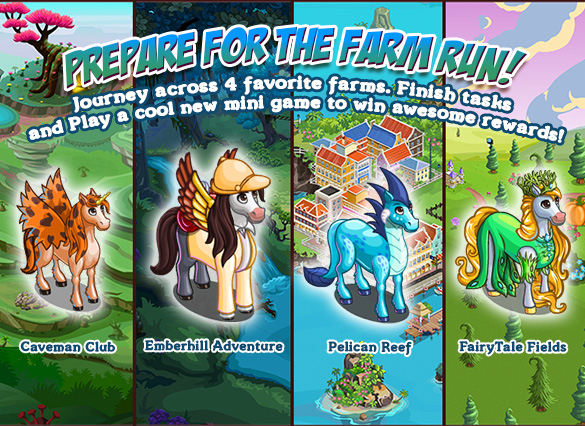 PREPARE FOR THE FARM RUN!
Journey across 4 favorite farms. Finish tasks
and Play a cool new mini game to win awesome rewards!
Caveman Club
Emberhill Adventure
Pelican Reef
FairyTale Fields